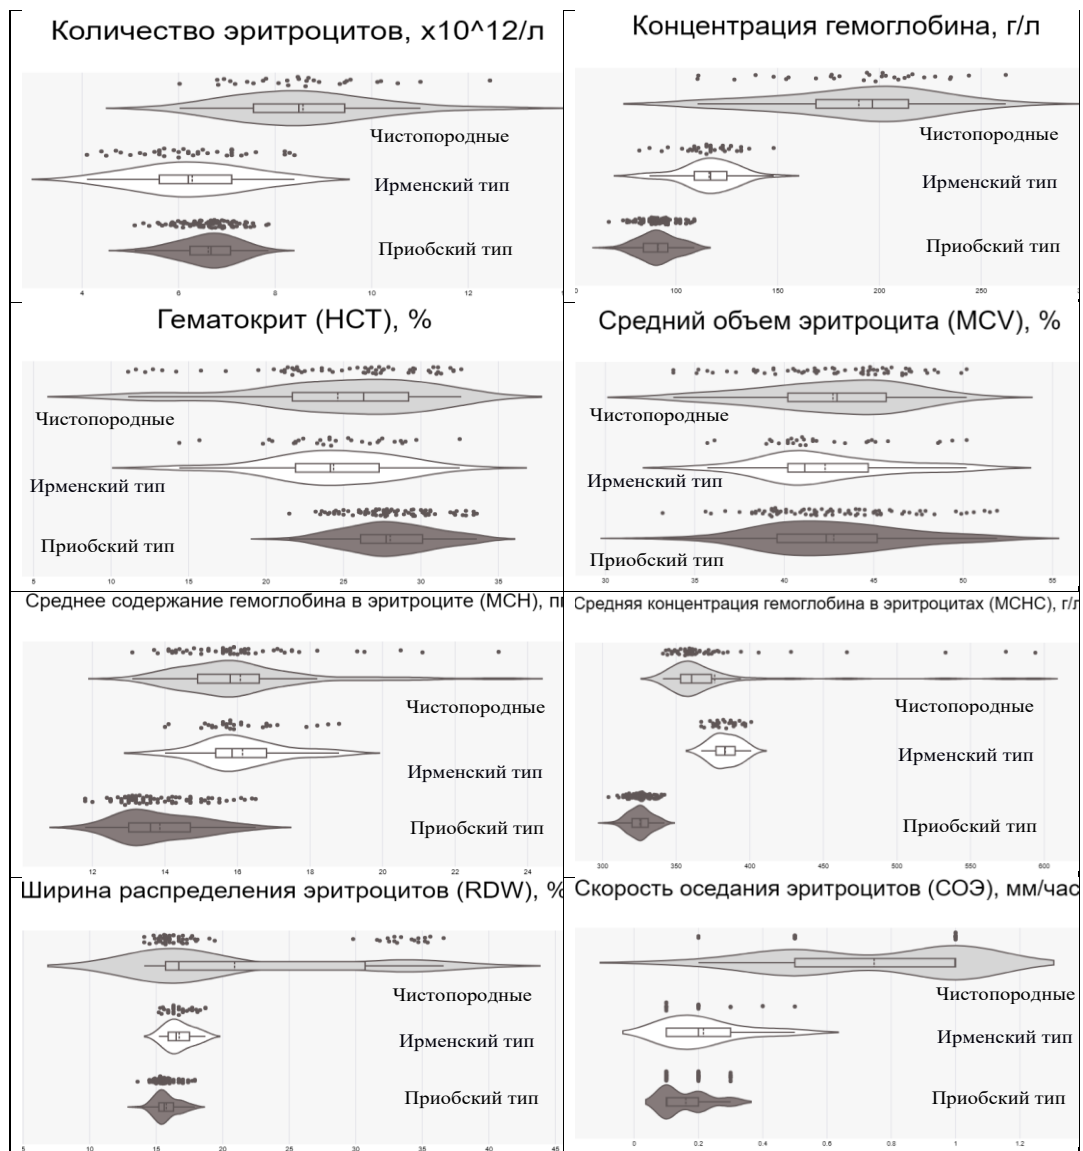 Количество эритроцитов, x10^12/л
Чистопородные
Ирменский тип
Приобский тип
4 6 8 10 12
Концентрация гемоглобина, г/л
Чистопородные
Ирменский тип
Приобский тип
100 150 200 250
Гематокрит (HCT), %
Чистопородные
Ирменский тип
Приобский тип
5 10 15 20 25 30 35
Средний объем эритроцита (MCV), %
Чистопородные
Ирменский тип
Приобский тип
30 35 40 45 50 55
Среднее содержание гемоглобина в эритроците (MCH), пг
Чистопородные
Ирменский тип
Приобский тип
12 14 16 18 20 22 24
Средняя концентрация гемоглобина в эритроцитах (MCHC), г/л
Чистопородные
Ирменский тип
Приобский тип
300 350 400 450 500 550 600
Ширина распределения эритроцитов (RDW), %
Чистопородные
Ирменский тип
Приобский тип
5 10 15 20 25 30 35 40 45
Скорость оседания эритроцитов (СОЭ), мм/час
Чистопородные
Ирменский тип
Приобский тип
0 0.2 0.4 0.6 0.8 1 1.2